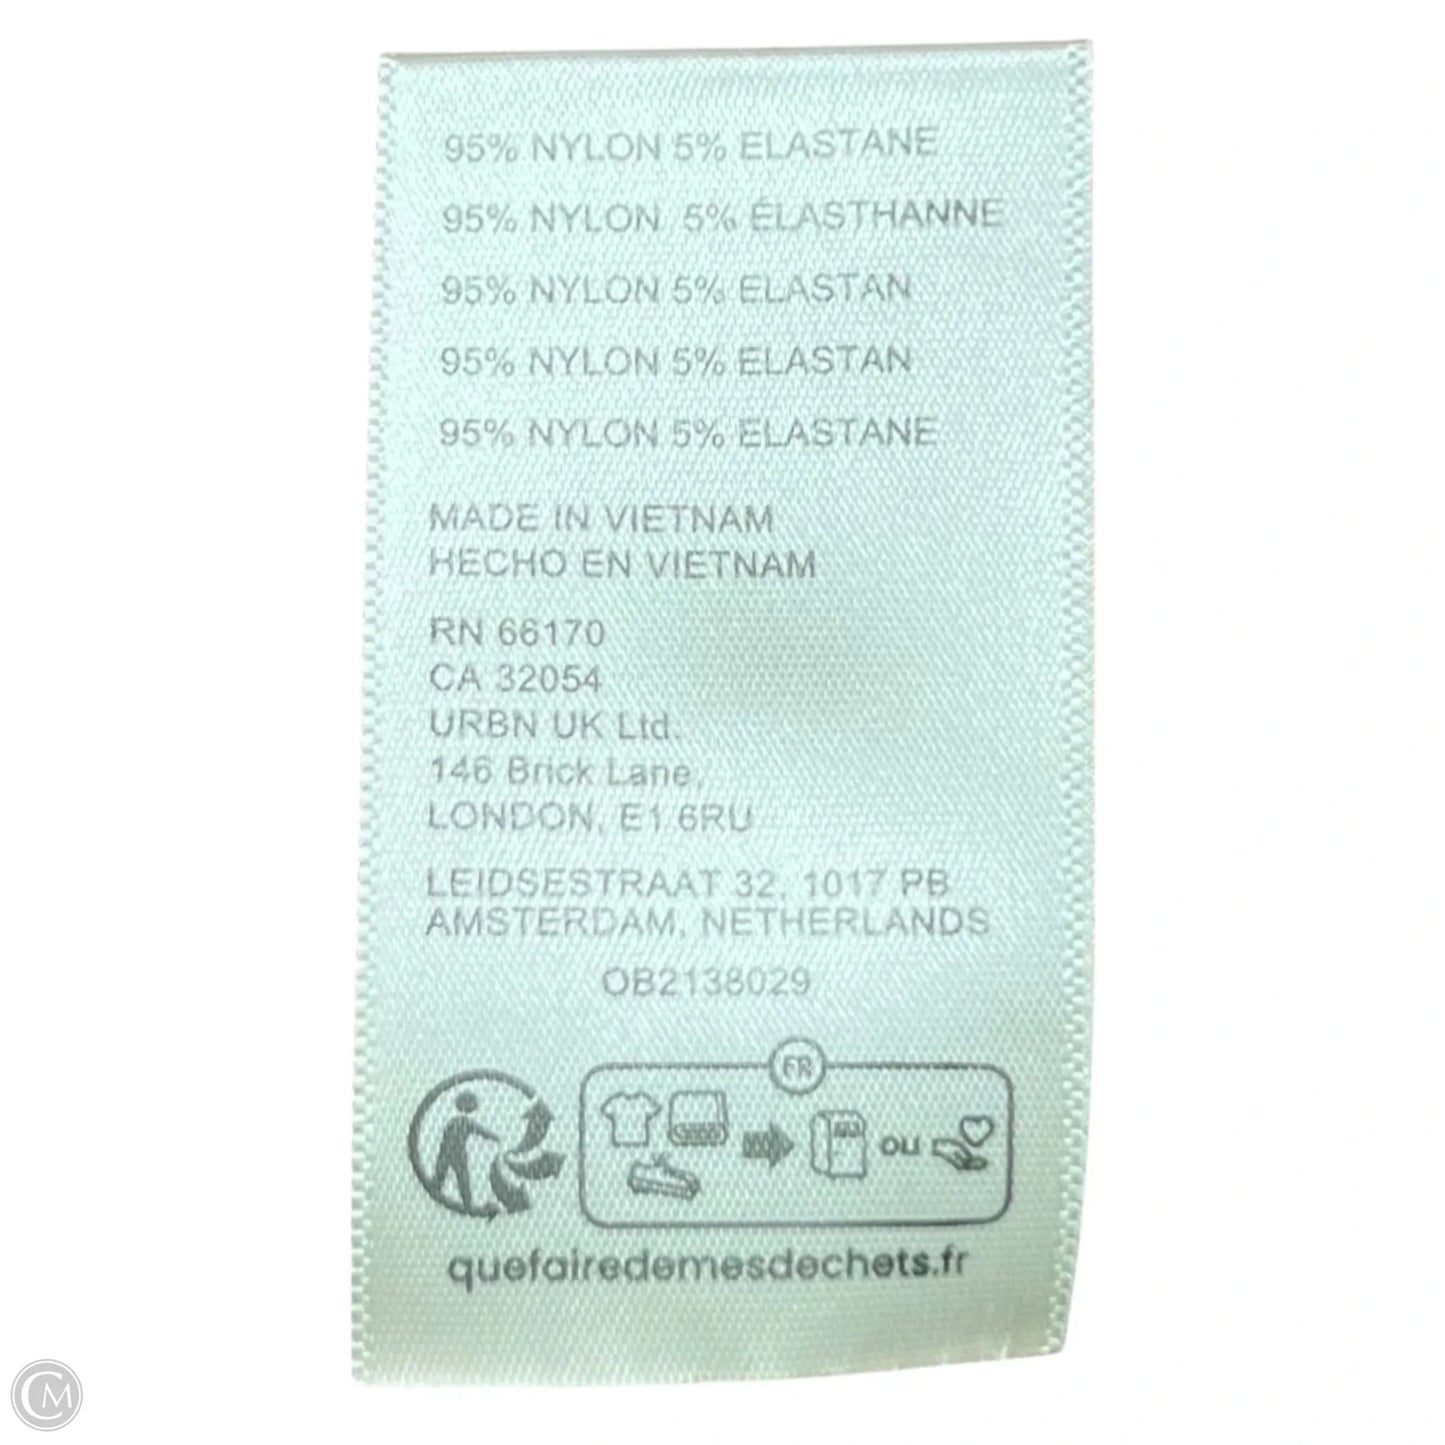 95% NYLON 5% ELASTANE
95% NYLON 5% ÉLASTHANNE
95% NYLON 5% ELASTAN
95% NYLON 5% ELASTAN
95% NYLON 5% ELASTANE
MADE IN VIETNAM
HECHO EN VIETNAM
RN 66170
CA 32054
URBN UK Ltd.
146 Brick Lane,
LONDON, E1 6RU
LEIDSESTRAAT 32, 1017 PB
AMSTERDAM, NETHERLANDS
OB2138029
FR
ou
quefairedemesdechets.fr
CM